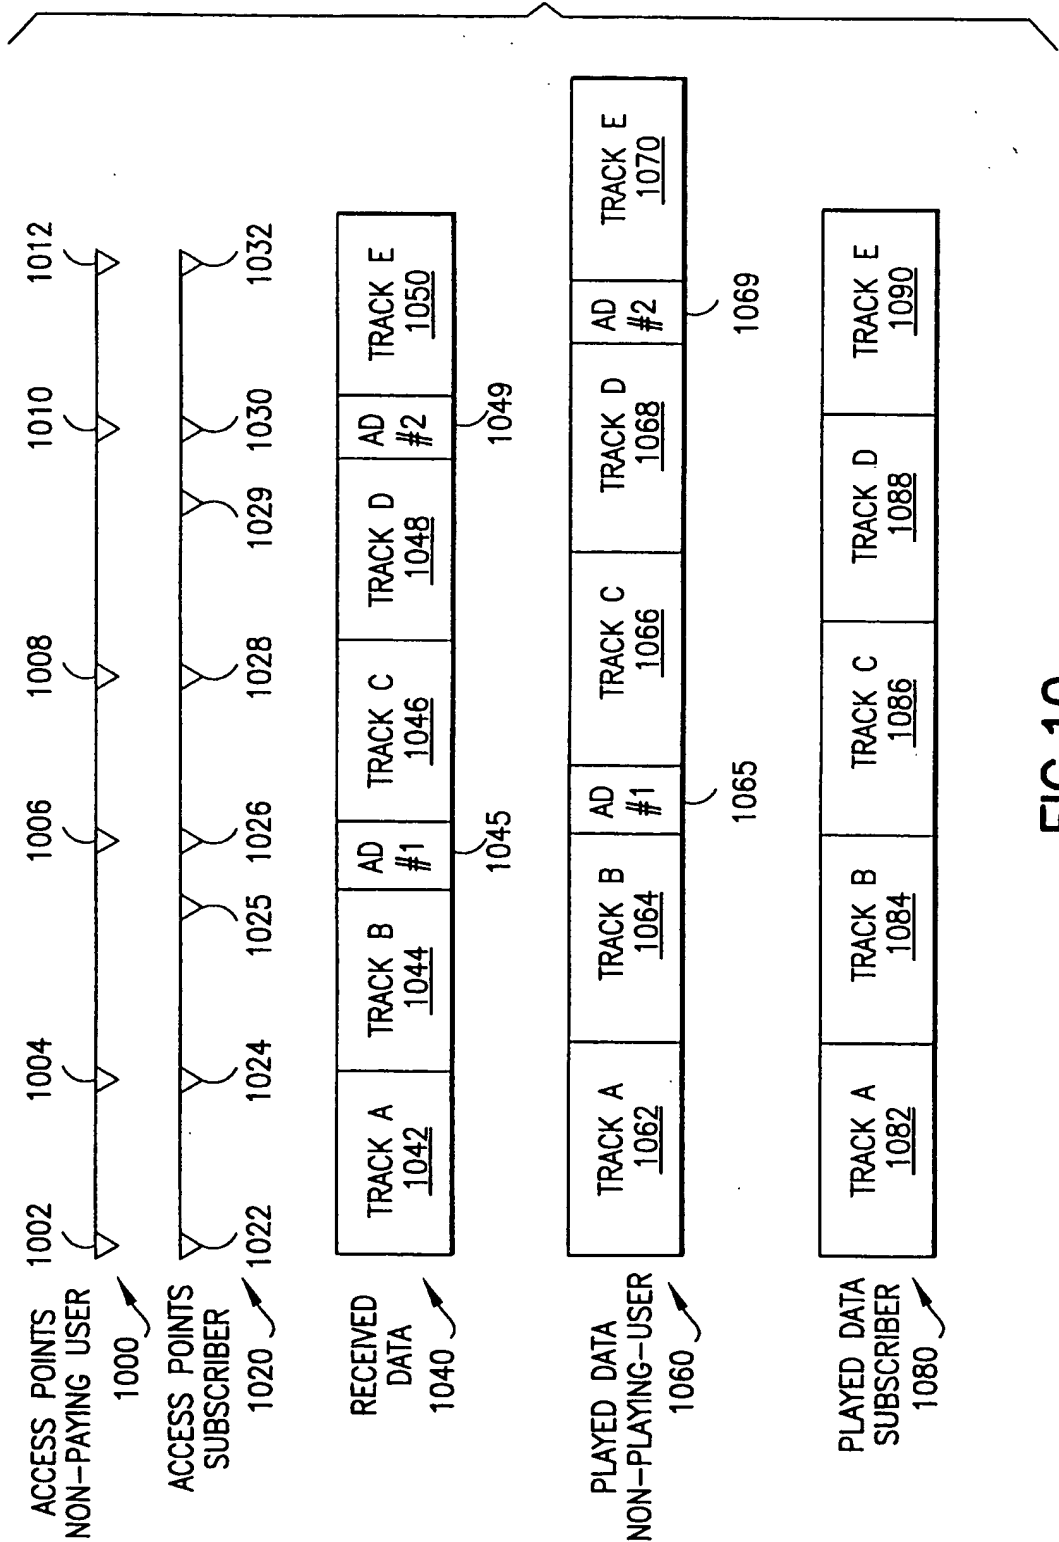 ACCESS POINTS
NON-PAYING USER
1000
1002
1004
1006
1008
1010
1012
ACCESS POINTS
SUBSCRIBER
1020
1022
1024
1025
1026
1028
1029
1030
1032
RECEIVED
DATA
1040
TRACK A
1042
TRACK B
1044
AD
#1
1045
TRACK C
1046
TRACK D
1048
AD
#2
1049
TRACK E
1050
PLAYED DATA
NON-PLAYING-USER
1060
TRACK A
1062
TRACK B
1064
AD
#1
1065
TRACK C
1066
TRACK D
1068
AD
#2
1069
TRACK E
1070
PLAYED DATA
SUBSCRIBER
1080
TRACK A
1082
TRACK B
1084
TRACK C
1086
TRACK D
1088
TRACK E
1090